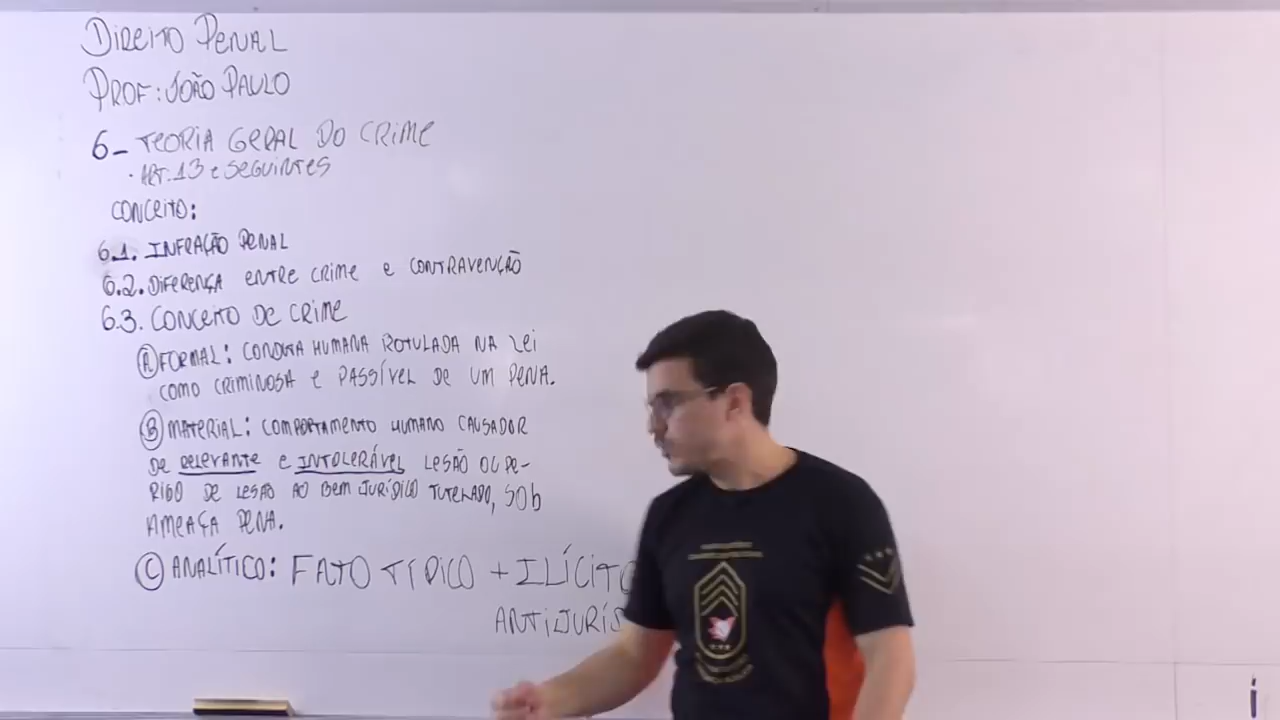 DIREITO PENAL
PROF: JOÃO PAULO
6_ TEORIA GERAL DO CRIME
· ART. 13 e SEGUINTES
CONCEITO:
6.1. INFRAÇÃO PENAL
6.2. DIFERENÇA ENTRE CRIME e CONTRAVENÇÃO
6.3. CONCEITO DE CRIME
A FORMAL: CONDUTA HUMANA ROTULADA NA LEI
COMO CRIMINOSA e PASSÍVEL DE UM PENA.
B MATERIAL: COMPORTAMENTO HUMANO CAUSADOR
DE RELEVANTE e INTOLERÁVEL LESÃO OU PE-
RIGO DE LESÃO AO BEM JURÍDICO TUTELADO, SOb
AMEAÇA PENA.
C ANALÍTICO: FATO TÍPICO + ILÍCITO
ANTIJURÍS
i